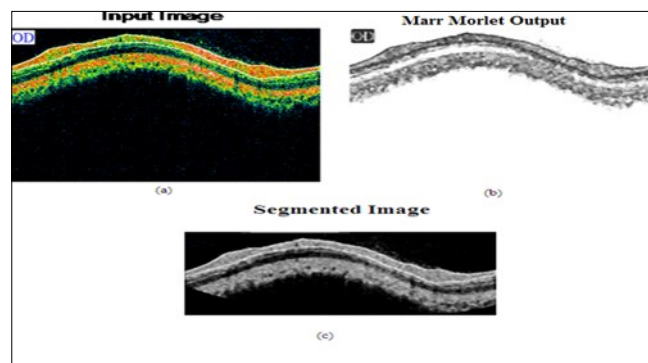 Input Image
OD
(a)
Marr Morlet Output
OD
(b)
Segmented Image
(c)